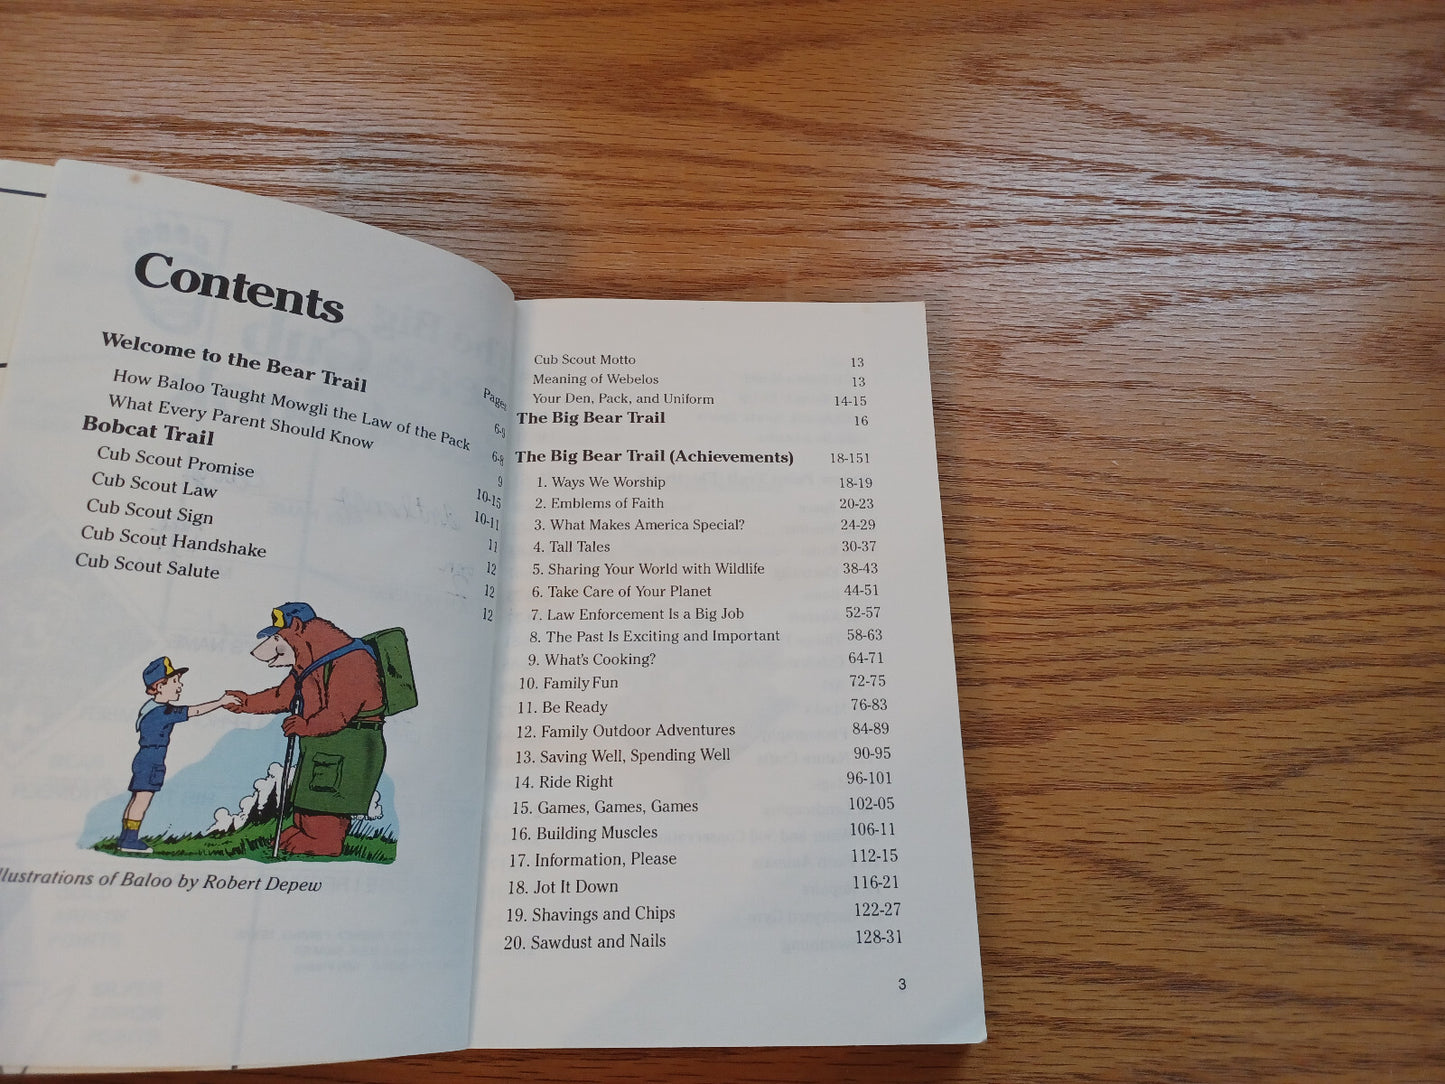 Contents
Pages
Welcome to the Bear Trail 6-9
How Baloo Taught Mowgli the Law of the Pack 6-8
What Every Parent Should Know 9
Bobcat Trail 10-15
Cub Scout Promise 10-11
Cub Scout Law 11
Cub Scout Sign 12
Cub Scout Handshake 12
Cub Scout Salute 12
llustrations of Baloo by Robert Depew
Cub Scout Motto 13
Meaning of Webelos 13
Your Den, Pack, and Uniform 14-15
The Big Bear Trail 16
The Big Bear Trail (Achievements) 18-151
1. Ways We Worship 18-19
2. Emblems of Faith 20-23
3. What Makes America Special? 24-29
4. Tall Tales 30-37
5. Sharing Your World with Wildlife 38-43
6. Take Care of Your Planet 44-51
7. Law Enforcement Is a Big Job 52-57
8. The Past Is Exciting and Important 58-63
9. What's Cooking? 64-71
10. Family Fun 72-75
11. Be Ready 76-83
12. Family Outdoor Adventures 84-89
13. Saving Well, Spending Well 90-95
14. Ride Right 96-101
15. Games, Games, Games 102-05
16. Building Muscles 106-11
17. Information, Please 112-15
18. Jot It Down 116-21
19. Shavings and Chips 122-27
20. Sawdust and Nails 128-31
3